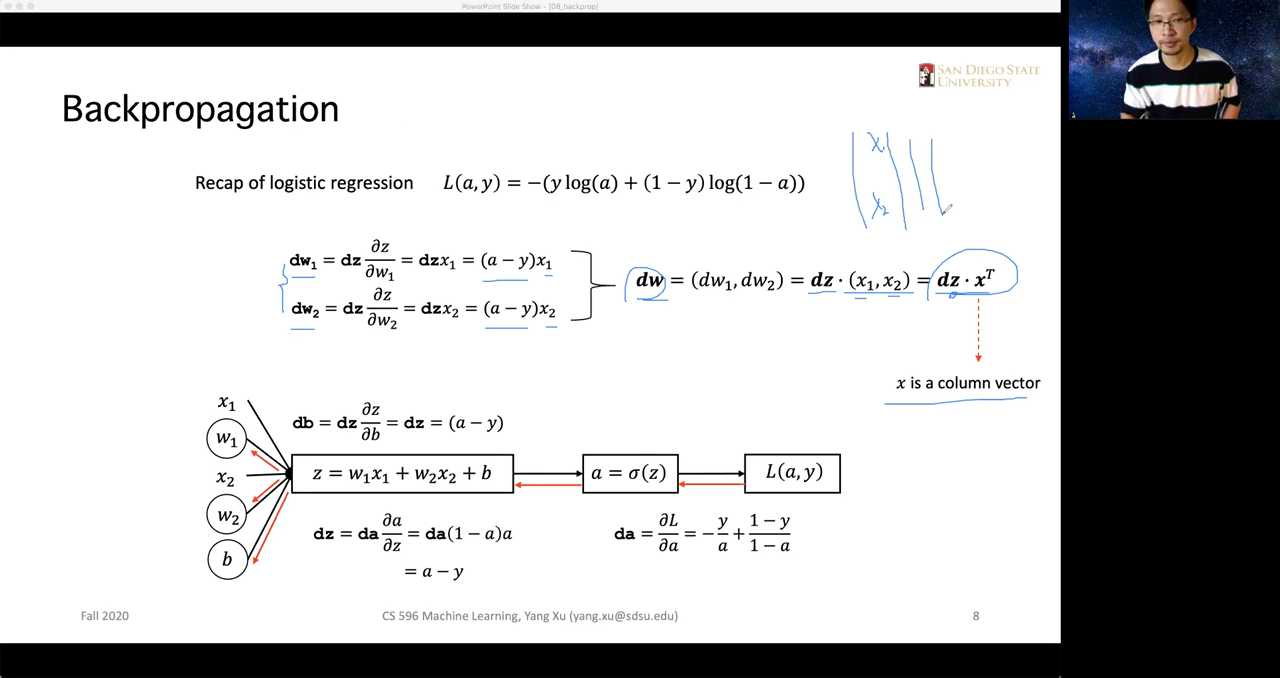 PowerPoint Slide Show - [06_backprop]
SAN DIEGO STATE
UNIVERSITY
Backpropagation
x₁
x₂
Recap of logistic regression L(a, y) = −(y log(a) + (1 − y) log(1 − a))
dw₁ = dz ∂z/∂w₁ = dzx₁ = (a − y)x₁
dw₂ = dz ∂z/∂w₂ = dzx₂ = (a − y)x₂
dw = (dw₁, dw₂) = dz · (x₁, x₂) = dz · xᵀ
x is a column vector
x₁
w₁
x₂
w₂
b
db = dz ∂z/∂b = dz = (a − y)
z = w₁x₁ + w₂x₂ + b
a = σ(z)
L(a, y)
dz = da ∂a/∂z = da(1 − a)a
= a − y
da = ∂L/∂a = − y/a + (1 − y)/(1 − a)
Fall 2020 CS 596 Machine Learning, Yang Xu (yang.xu@sdsu.edu) 8